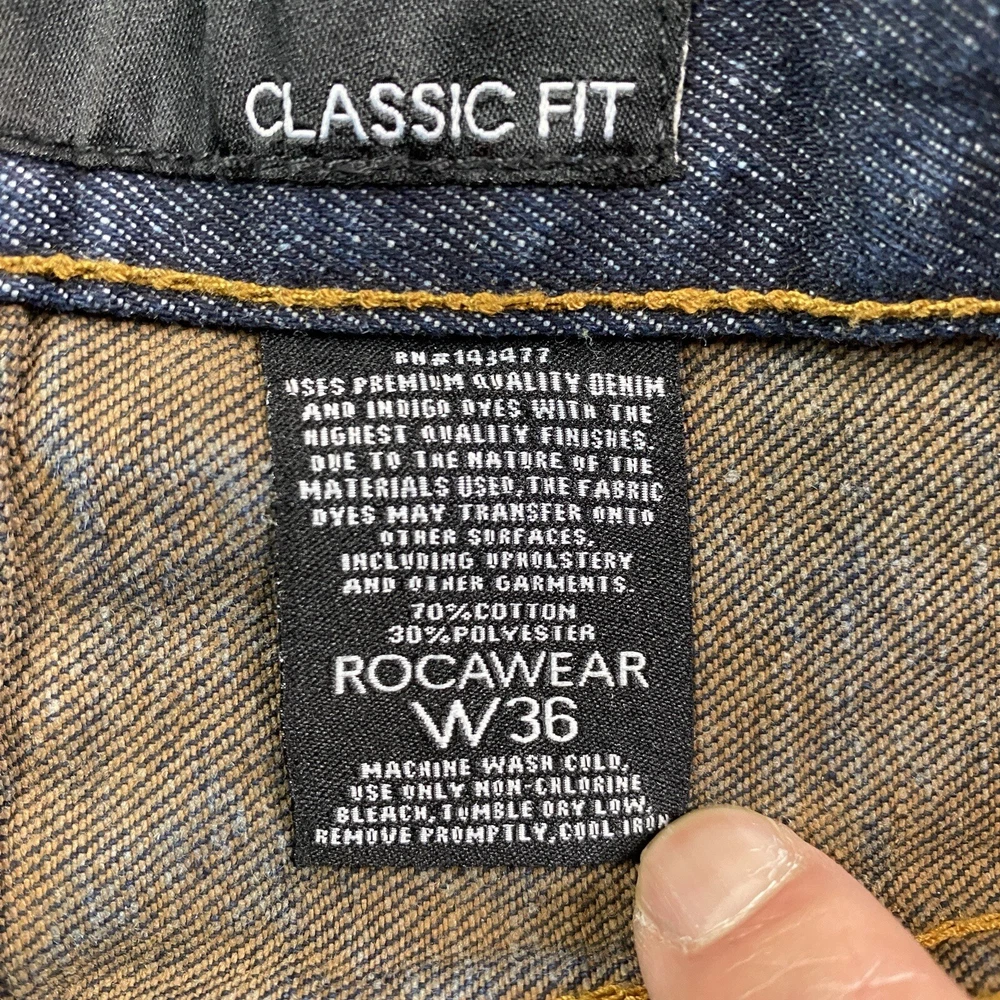 CLASSIC FIT
RN#143477
USES PREMIUM QUALITY DENIM
AND INDIGO DYES WITH THE
HIGHEST QUALITY FINISHES.
DUE TO THE NATURE OF THE
MATERIALS USED, THE FABRIC
DYES MAY TRANSFER ONTO
OTHER SURFACES,
INCLUDING UPHOLSTERY
AND OTHER GARMENTS.
70%COTTON
30%POLYESTER
ROCAWEAR
W36
MACHINE WASH COLD,
USE ONLY NON-CHLORINE
BLEACH, TUMBLE DRY LOW,
REMOVE PROMPTLY, COOL IRON